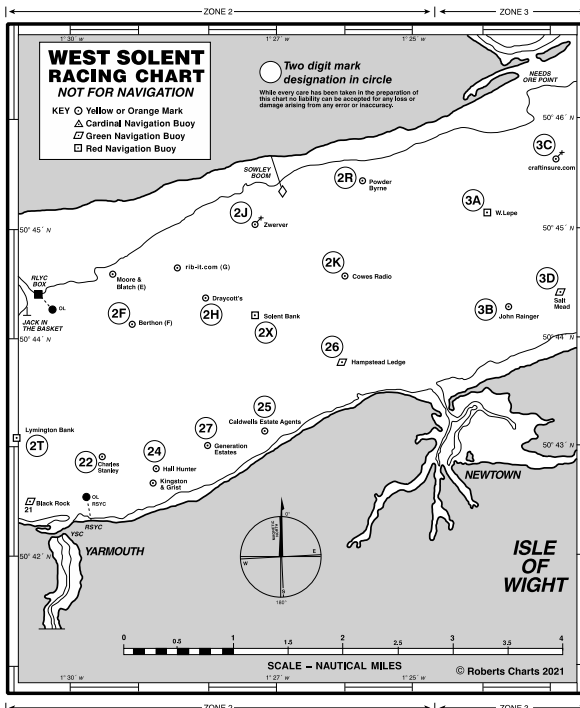 ZONE 2
ZONE 3
1° 30' W
1° 27'
1° 25'
WEST SOLENT
RACING CHART
NOT FOR NAVIGATION
KEY Yellow or Orange Mark
Cardinal Navigation Buoy
Green Navigation Buoy
Red Navigation Buoy
Two digit mark
designation in circle
While every care has been taken in the preparation of
this chart no liability can be accepted for any loss or
damage arising from any error or inaccuracy.
NEEDS
ORE POINT
50° 46' N
3C
craftinsure.com
SOWLEY
BOOM
2R
Powder
Byrne
3A
W.Lepe
2J
Zwerver
50° 45' N
50° 45' N
rib-it.com (G)
2K
Cowes Radio
3D
Salt
Mead
RLYC
BOX
Moore &
Blatch (E)
OL
Draycott's
JACK IN
THE BASKET
2F
Berthon (F)
2H
Solent Bank
2X
3B
John Rainger
50° 44' N
50° 44' N
26
Hampstead Ledge
25
Caldwells Estate Agents
Lymington Bank
2T
27
Generation
Estates
50° 43' N
22
Charles
Stanley
24
Hall Hunter
Kingston
& Grist
NEWTOWN
Black Rock
21
OL
RSYC
RSYC
YSC
50° 42' N
YARMOUTH
0°
MAGNETIC
NORTH
W
E
S
180°
ISLE
OF
WIGHT
0 0.5 1 1.5 2 2.5 3 3.5 4
SCALE – NAUTICAL MILES
© Roberts Charts 2021
1° 30' W
1° 27'
1° 25' W
ZONE 2
ZONE 3